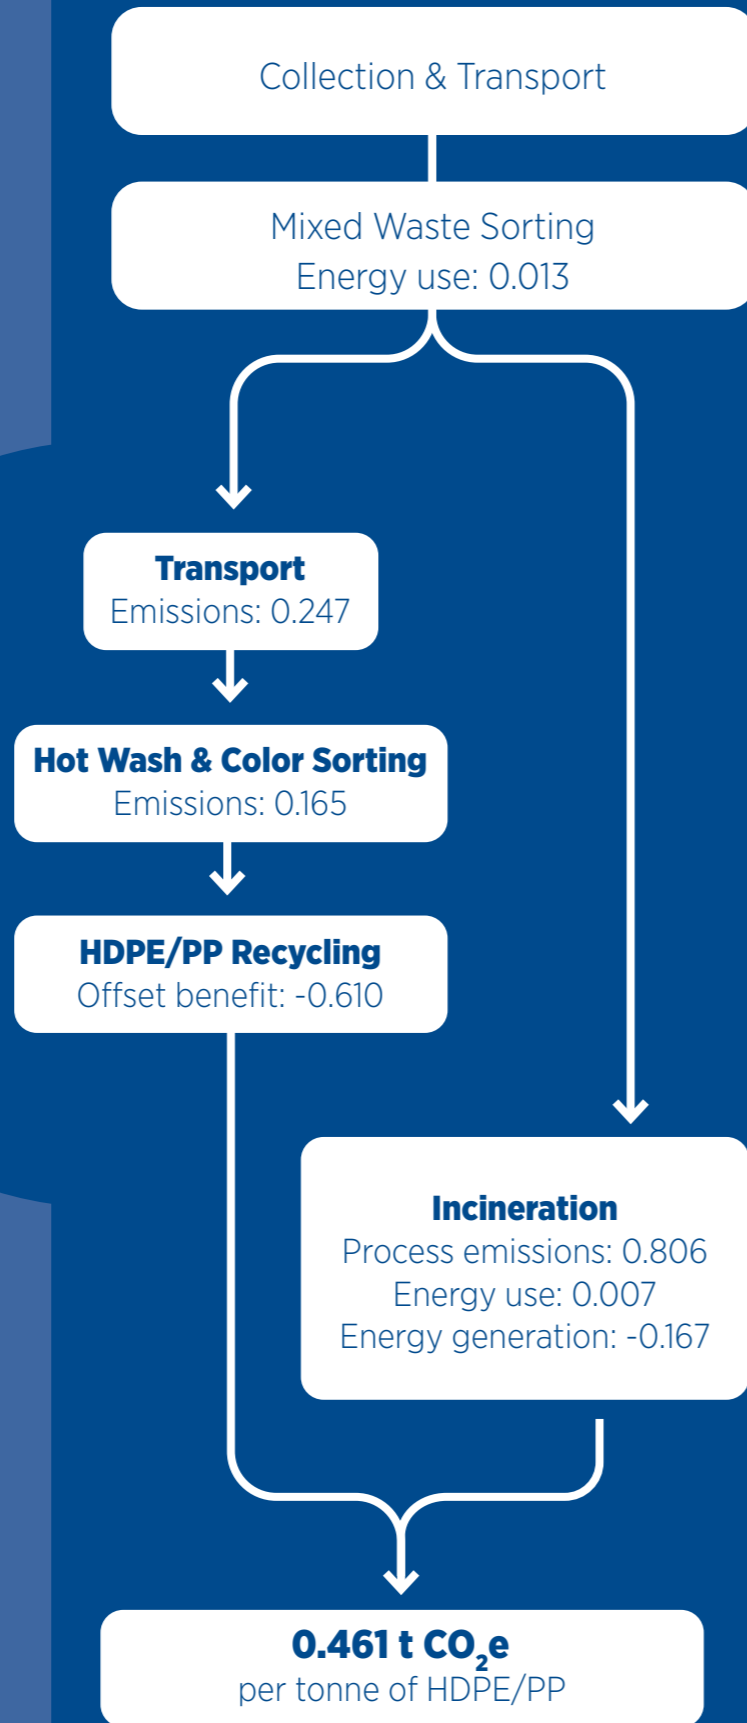 Collection & Transport
Mixed Waste Sorting
Energy use: 0.013
Transport
Emissions: 0.247
Hot Wash & Color Sorting
Emissions: 0.165
HDPE/PP Recycling
Offset benefit: -0.610
Incineration
Process emissions: 0.806
Energy use: 0.007
Energy generation: -0.167
0.461 t CO₂e
per tonne of HDPE/PP